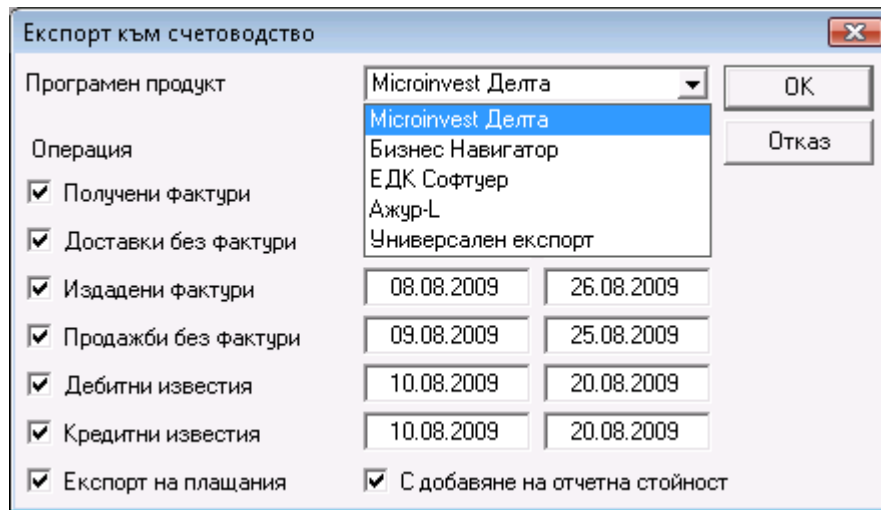 Експорт към счетоводство
Програмен продукт
Microinvest Делта
OK
Microinvest Делта
Бизнес Навигатор
ЕДК Софтуер
Ажур-L
Универсален експорт
Отказ
Операция
Получени фактури
Доставки без фактури
Издадени фактури 08.08.2009 26.08.2009
Продажби без фактури 09.08.2009 25.08.2009
Дебитни известия 10.08.2009 20.08.2009
Кредитни известия 10.08.2009 20.08.2009
Експорт на плащания С добавяне на отчетна стойност